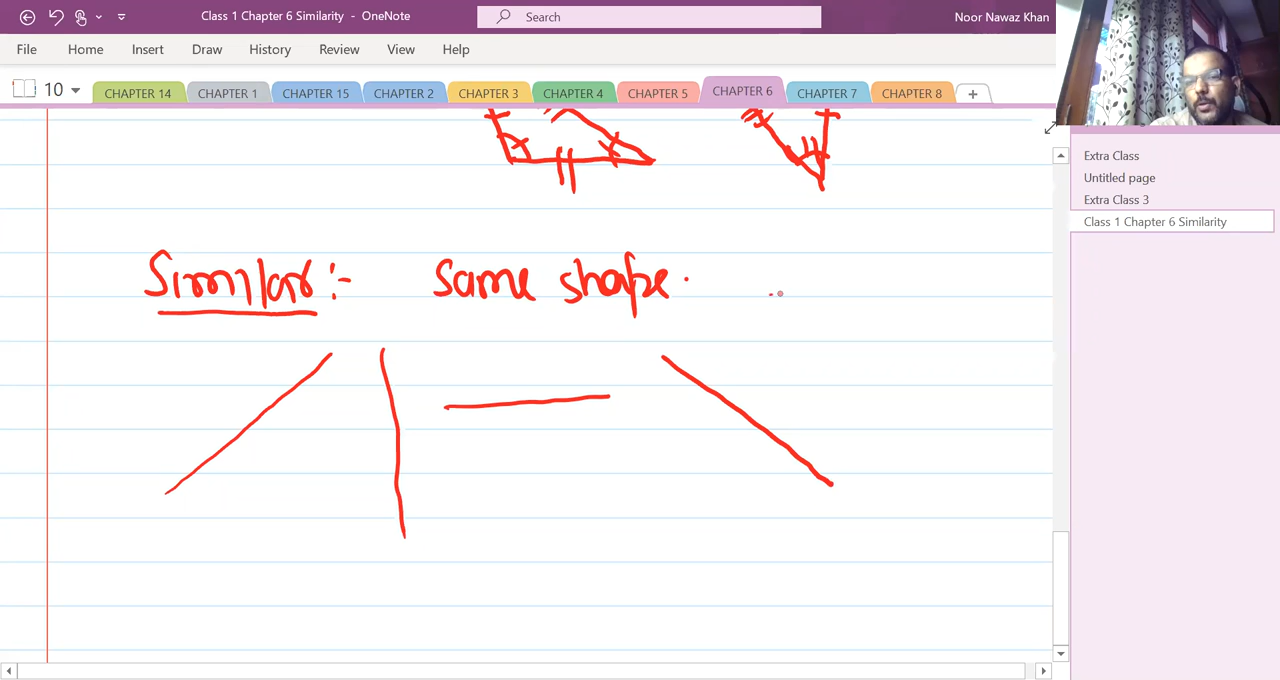 Class 1 Chapter 6 Similarity - OneNote
Search
Noor Nawaz Khan
File Home Insert Draw History Review View Help
10 CHAPTER 14 CHAPTER 1 CHAPTER 15 CHAPTER 2 CHAPTER 3 CHAPTER 4 CHAPTER 5 CHAPTER 6 CHAPTER 7 CHAPTER 8
Extra Class
Untitled page
Extra Class 3
Class 1 Chapter 6 Similarity
Similar :- Same shape.